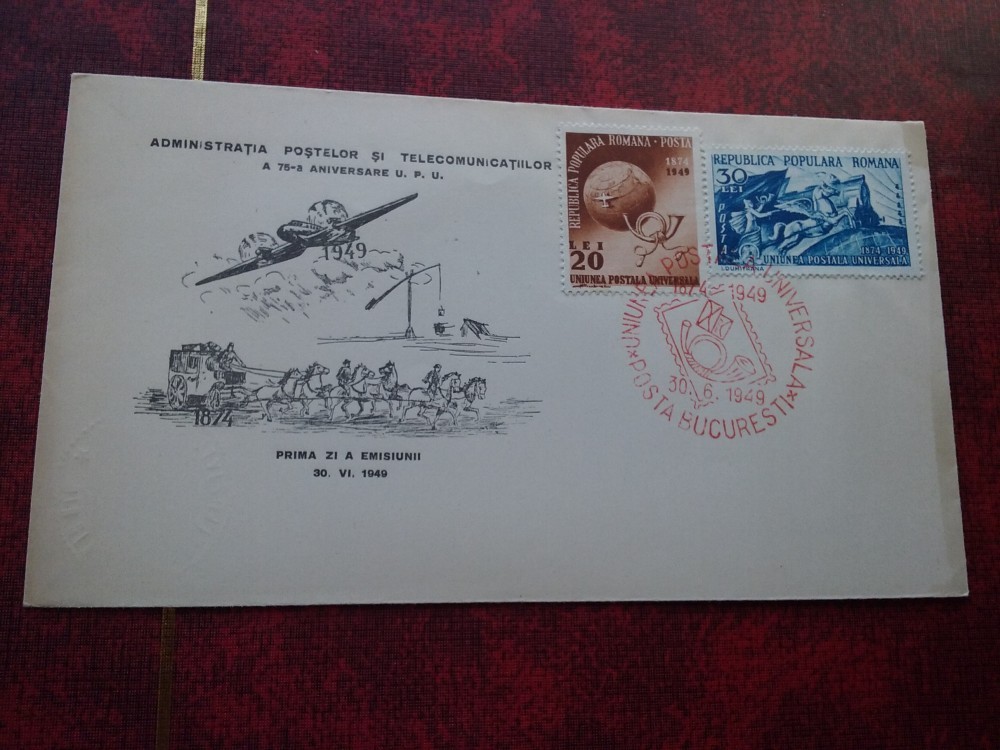 ADMINISTRAȚIA POȘTELOR ȘI TELECOMUNICAȚIILOR
A 75-a ANIVERSARE U. P. U.
1949
1874
PRIMA ZI A EMISIUNII
30. VI. 1949
REPUBLICA POPULARA ROMANA · POSTA
1874
1949
LEI
20
UNIUNEA POSTALA UNIVERSALA
REPUBLICA POPULARA ROMANA
30
LEI
POSTA
1874 - 1949
UNIUNEA POSTALA UNIVERSALA
UNIUNEA POSTALA UNIVERSALA
1874 - 1949
30. 6. 1949
*POSTA BUCURESTI*